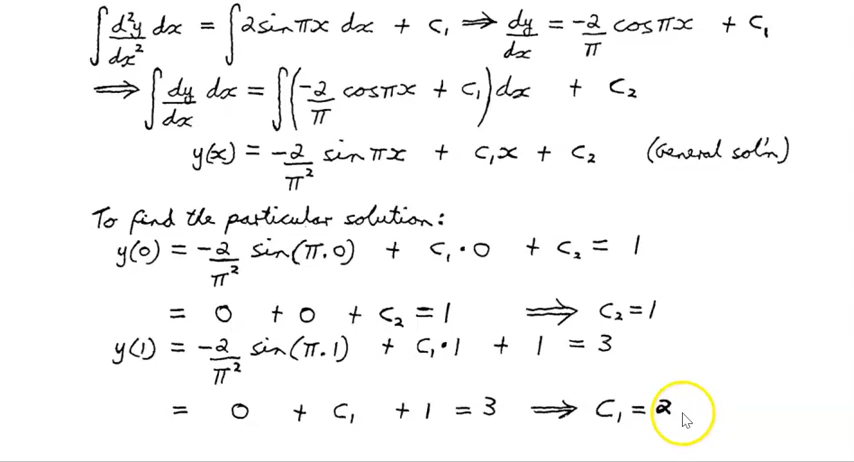 ∫ d²y/dx² dx = ∫ 2 sin πx dx + C₁ ⟹ dy/dx = -2/π cos πx + C₁
⟹ ∫ dy/dx dx = ∫ (-2/π cos πx + C₁) dx + C₂
y(x) = -2/π² sin πx + C₁x + C₂ (General sol'n)
To find the particular solution:
y(0) = -2/π² sin(π.0) + C₁·0 + C₂ = 1
= 0 + 0 + C₂ = 1 ⟹ C₂ = 1
y(1) = -2/π² sin(π.1) + C₁·1 + 1 = 3
= 0 + C₁ + 1 = 3 ⟹ C₁ = 2